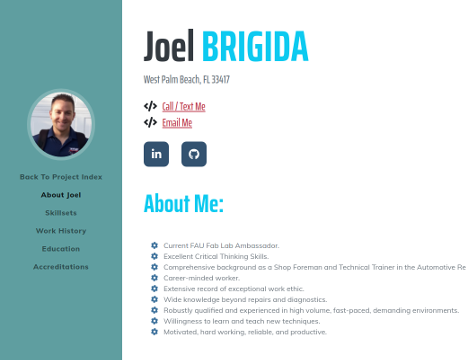 Joel BRIGIDA
West Palm Beach, FL 33417
Call / Text Me
Email Me
Back To Project Index
About Joel
Skillsets
Work History
Education
Accreditations
About Me:
Current FAU Fab Lab Ambassador.
Excellent Critical Thinking Skills.
Comprehensive background as a Shop Foreman and Technical Trainer in the Automotive Re
Career-minded worker.
Extensive record of exceptional work ethic.
Wide knowledge beyond repairs and diagnostics.
Robustly qualified and experienced in high volume, fast-paced, demanding environments.
Willingness to learn and teach new techniques.
Motivated, hard working, reliable, and productive.